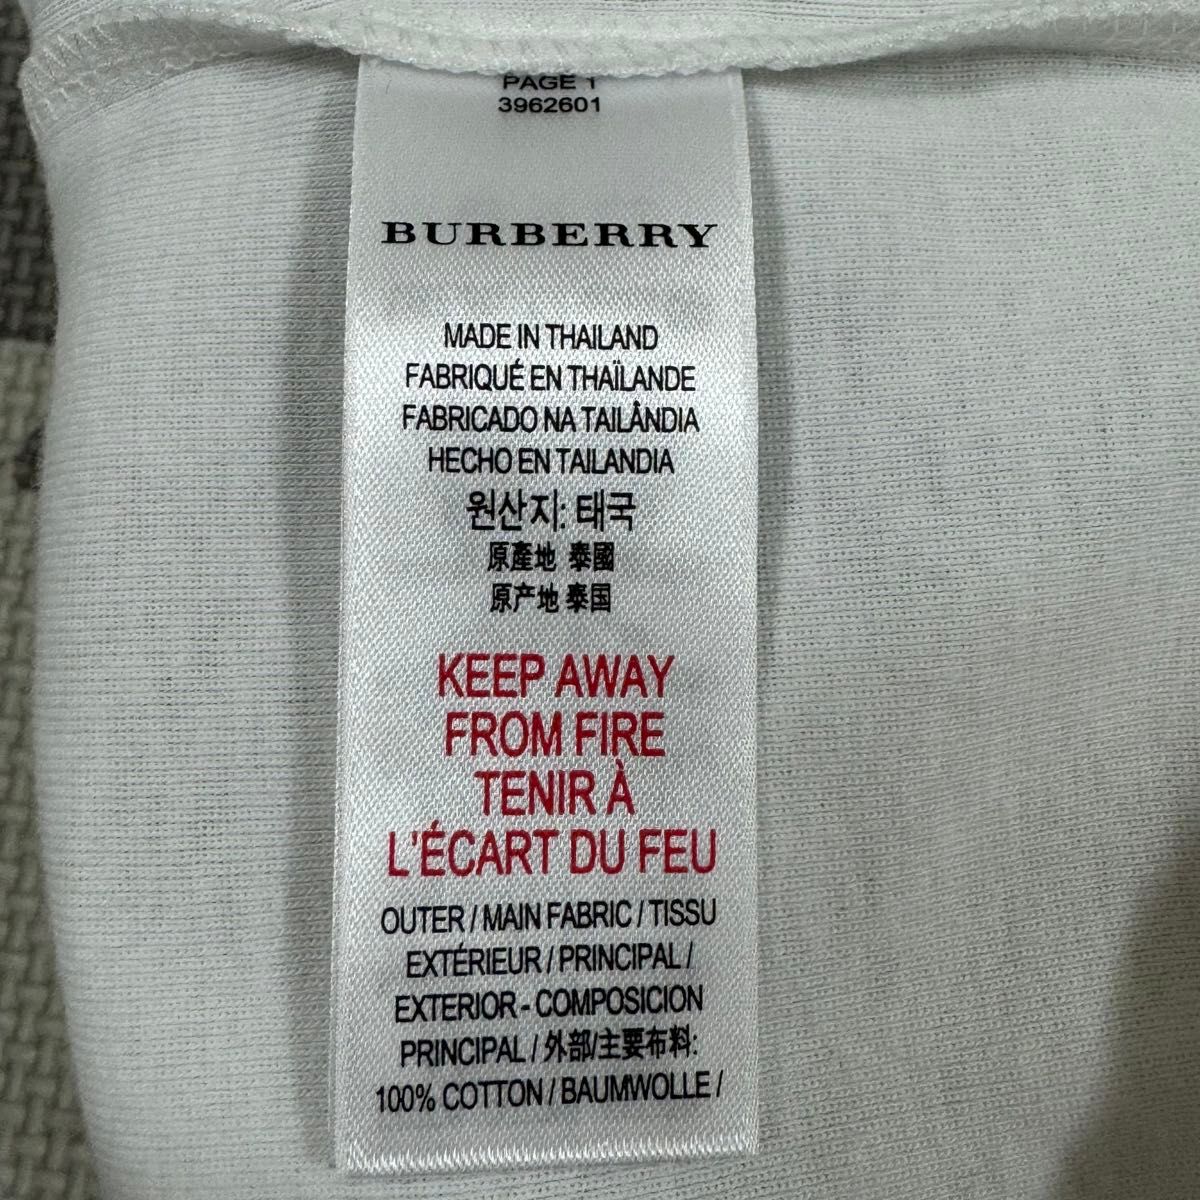 PAGE 1
3962601
BURBERRY
MADE IN THAILAND
FABRIQUÉ EN THAÏLANDE
FABRICADO NA TAILÂNDIA
HECHO EN TAILANDIA
원산지: 태국
原產地 泰國
原产地 泰国
KEEP AWAY
FROM FIRE
TENIR À
L'ÉCART DU FEU
OUTER / MAIN FABRIC / TISSU
EXTÉRIEUR / PRINCIPAL /
EXTERIOR - COMPOSICION
PRINCIPAL / 外部/主要布料:
100% COTTON / BAUMWOLLE /